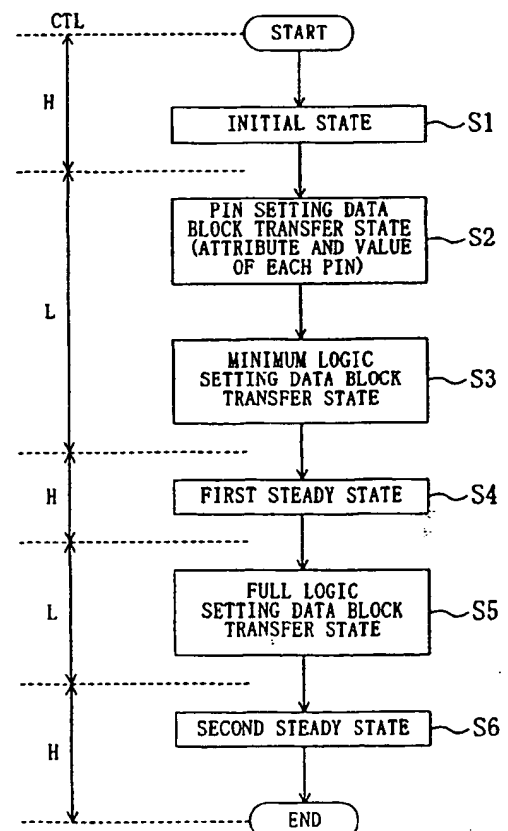 CTL
START
H
INITIAL STATE
S1
PIN SETTING DATA
BLOCK TRANSFER STATE
(ATTRIBUTE AND VALUE
OF EACH PIN)
S2
L
MINIMUM LOGIC
SETTING DATA BLOCK
TRANSFER STATE
S3
H
FIRST STEADY STATE
S4
FULL LOGIC
SETTING DATA BLOCK
TRANSFER STATE
S5
L
SECOND STEADY STATE
S6
H
END